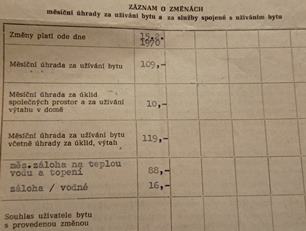 ZÁZNAM O ZMĚNÁCH
měsíční úhrady za užívání bytu a za služby spojené s užíváním bytu
Změny platí ode dne 15.2.
1970
Měsíční úhrada za užívání bytu 109,-
Měsíční úhrada za úklid
společných prostor a za užívání
výtahu v domě 10,-
Měsíční úhrada za užívání bytu
včetně úhrady za úklid, výtah 119,-
měs.záloha na teplou
vodu a topení 88,-
záloha / vodné 16,-
Souhlas uživatele bytu
s provedenou změnou